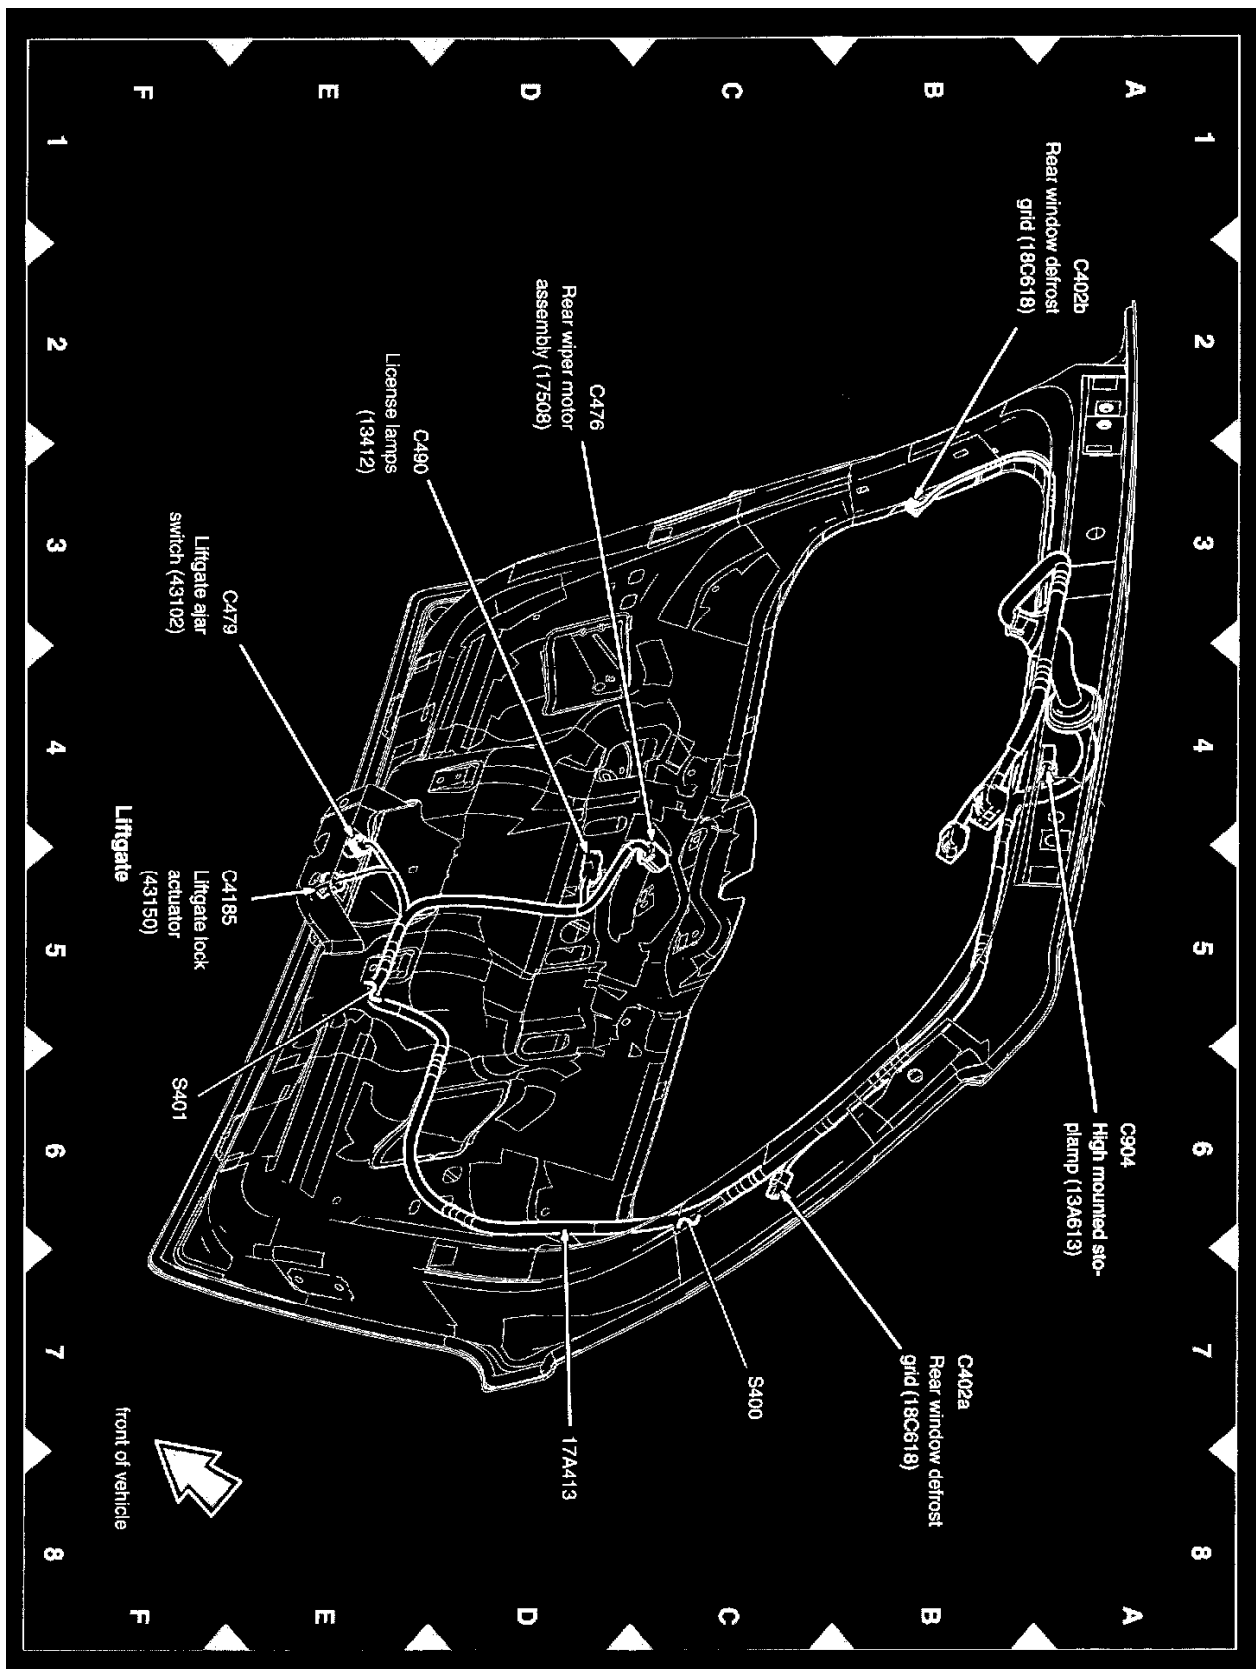 A
B
C
D
E
F
1
2
3
4
5
6
7
8
C402b
Rear window defrost
grid (18C618)
C476
Rear wiper motor
assembly (17508)
C490
License lamps
(13412)
C479
Liftgate ajar
switch (43102)
C904
High mounted sto-
plamp (13A613)
C402a
Rear window defrost
grid (18C618)
S400
17A413
S401
C4185
Liftgate lock
actuator
(43150)
Liftgate
front of vehicle
1
2
3
4
5
6
7
8
A
B
C
D
E
F